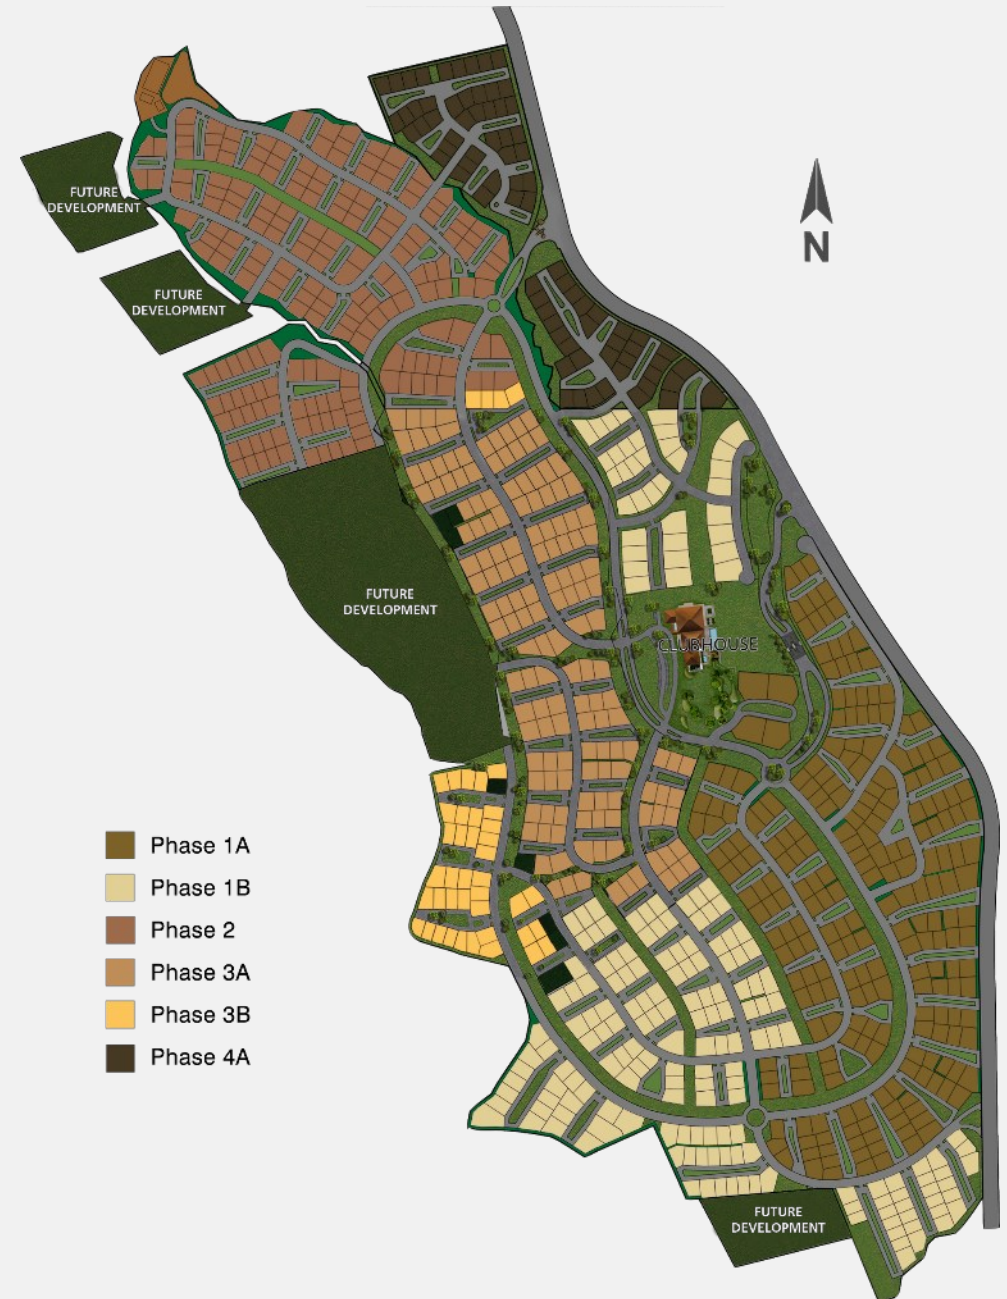 N
FUTURE
DEVELOPMENT
FUTURE
DEVELOPMENT
FUTURE
DEVELOPMENT
CLUBHOUSE
Phase 1A
Phase 1B
Phase 2
Phase 3A
Phase 3B
Phase 4A
FUTURE
DEVELOPMENT